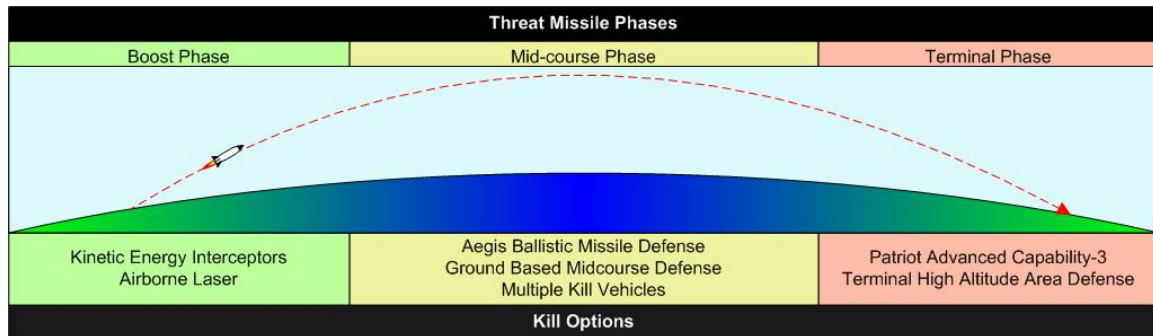 Threat Missile Phases
Boost Phase
Mid-course Phase
Terminal Phase
Kinetic Energy Interceptors
Airborne Laser
Aegis Ballistic Missile Defense
Ground Based Midcourse Defense
Multiple Kill Vehicles
Patriot Advanced Capability-3
Terminal High Altitude Area Defense
Kill Options